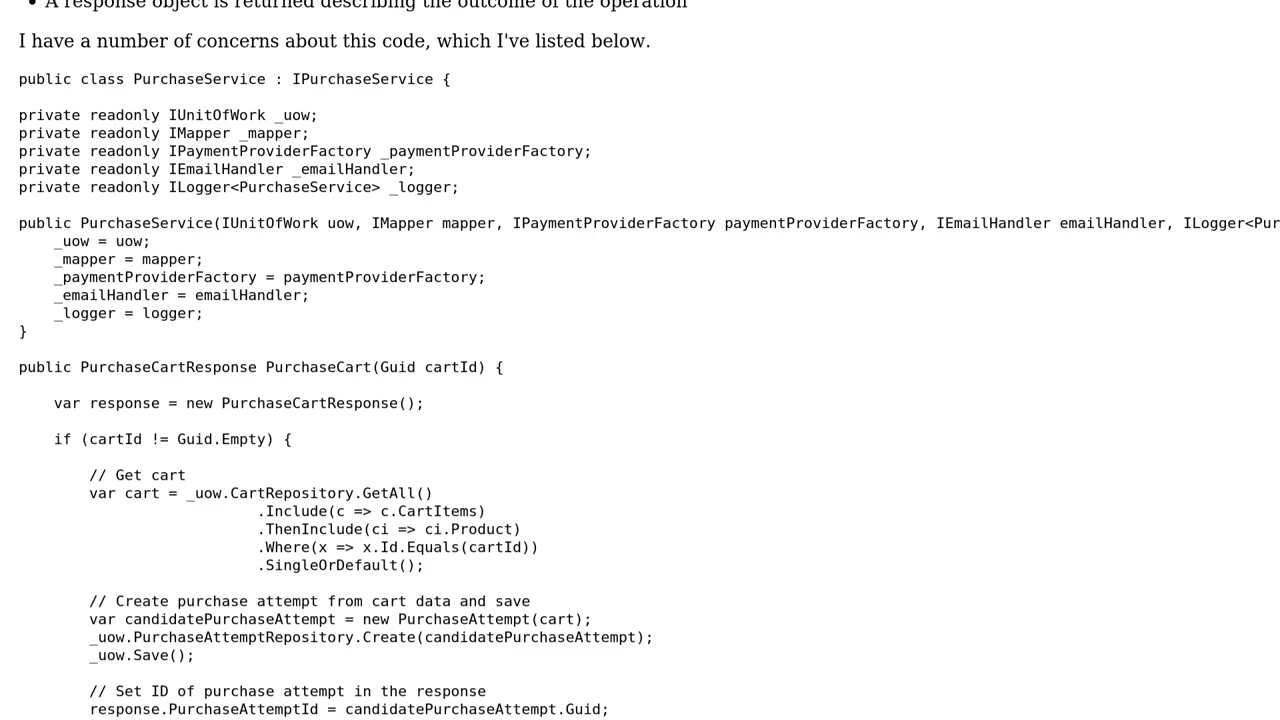 • A response object is returned describing the outcome of the operation
I have a number of concerns about this code, which I've listed below.
public class PurchaseService : IPurchaseService {
private readonly IUnitOfWork _uow;
private readonly IMapper _mapper;
private readonly IPaymentProviderFactory _paymentProviderFactory;
private readonly IEmailHandler _emailHandler;
private readonly ILogger<PurchaseService> _logger;
public PurchaseService(IUnitOfWork uow, IMapper mapper, IPaymentProviderFactory paymentProviderFactory, IEmailHandler emailHandler, ILogger<Pur
    _uow = uow;
    _mapper = mapper;
    _paymentProviderFactory = paymentProviderFactory;
    _emailHandler = emailHandler;
    _logger = logger;
}
public PurchaseCartResponse PurchaseCart(Guid cartId) {
    var response = new PurchaseCartResponse();
    if (cartId != Guid.Empty) {
        // Get cart
        var cart = _uow.CartRepository.GetAll()
                           .Include(c => c.CartItems)
                           .ThenInclude(ci => ci.Product)
                           .Where(x => x.Id.Equals(cartId))
                           .SingleOrDefault();
        // Create purchase attempt from cart data and save
        var candidatePurchaseAttempt = new PurchaseAttempt(cart);
        _uow.PurchaseAttemptRepository.Create(candidatePurchaseAttempt);
        _uow.Save();
        // Set ID of purchase attempt in the response
        response.PurchaseAttemptId = candidatePurchaseAttempt.Guid;